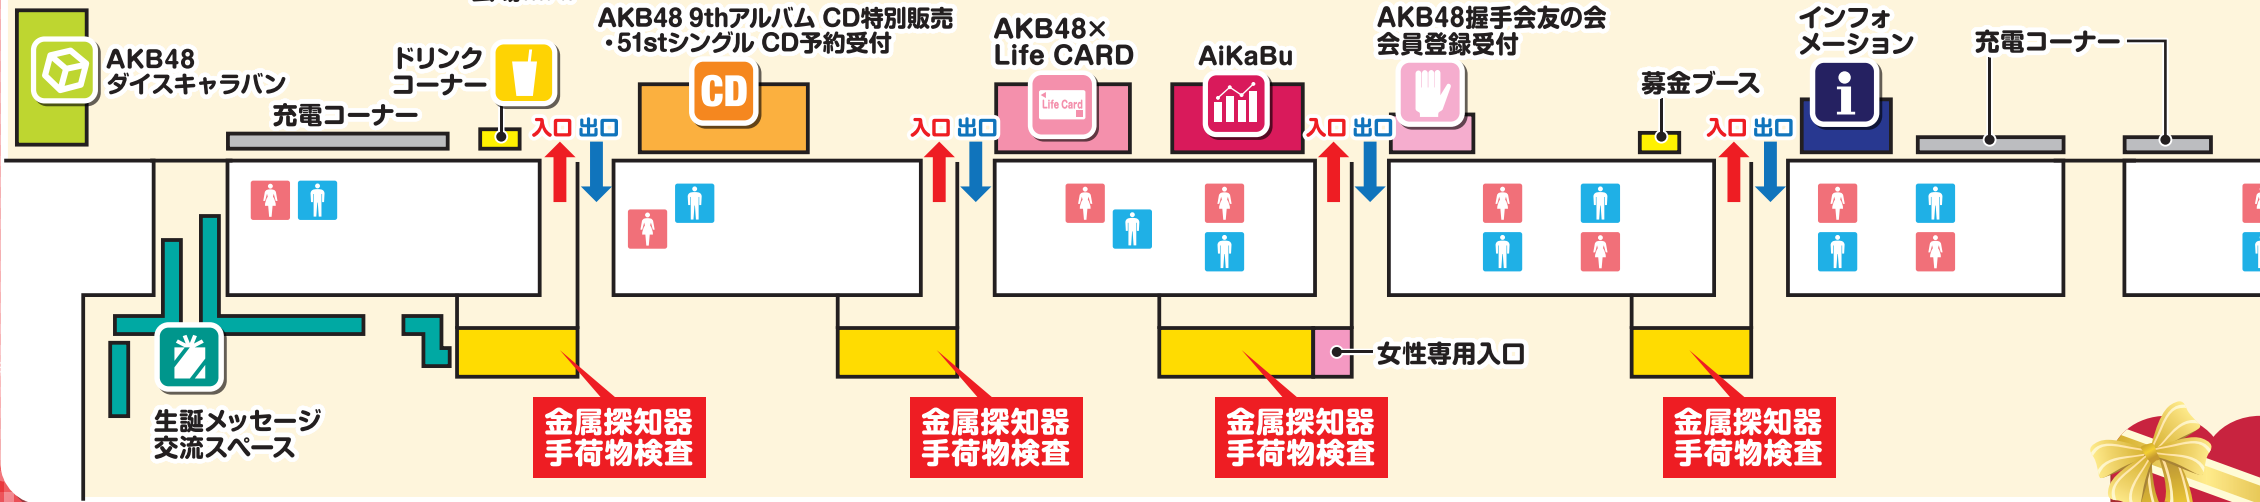 AKB48
ダイスキャラバン
充電コーナー
ドリンク
コーナー
AKB48 9thアルバム CD特別販売
・51stシングル CD予約受付
CD
AKB48×
Life CARD
Life Card
AiKaBu
AKB48握手会友の会
会員登録受付
募金ブース
インフォ
メーション
i
充電コーナー
入口 出口
入口 出口
入口 出口
入口 出口
女性専用入口
生誕メッセージ
交流スペース
金属探知器
手荷物検査
金属探知器
手荷物検査
金属探知器
手荷物検査
金属探知器
手荷物検査